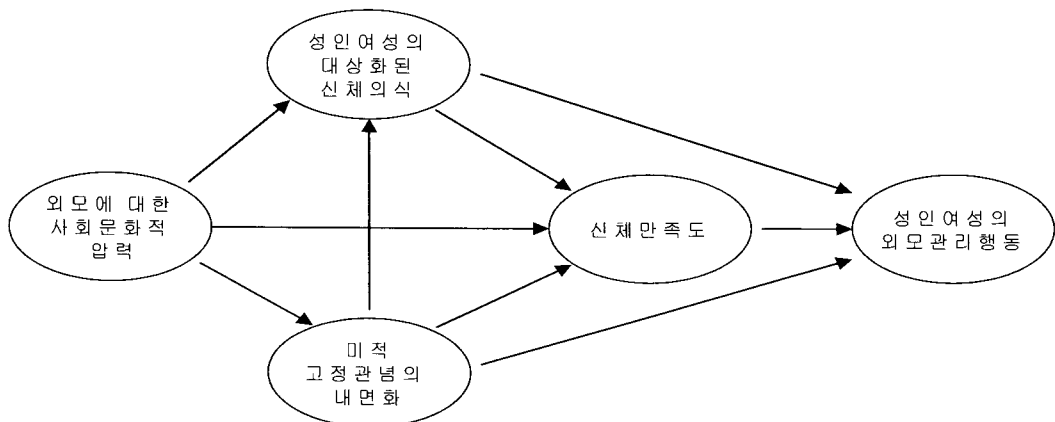 성인여성의
대상화된
신체의식
외모에 대한
사회문화적
압력
신체만족도
성인여성의
외모관리행동
미적
고정관념의
내면화